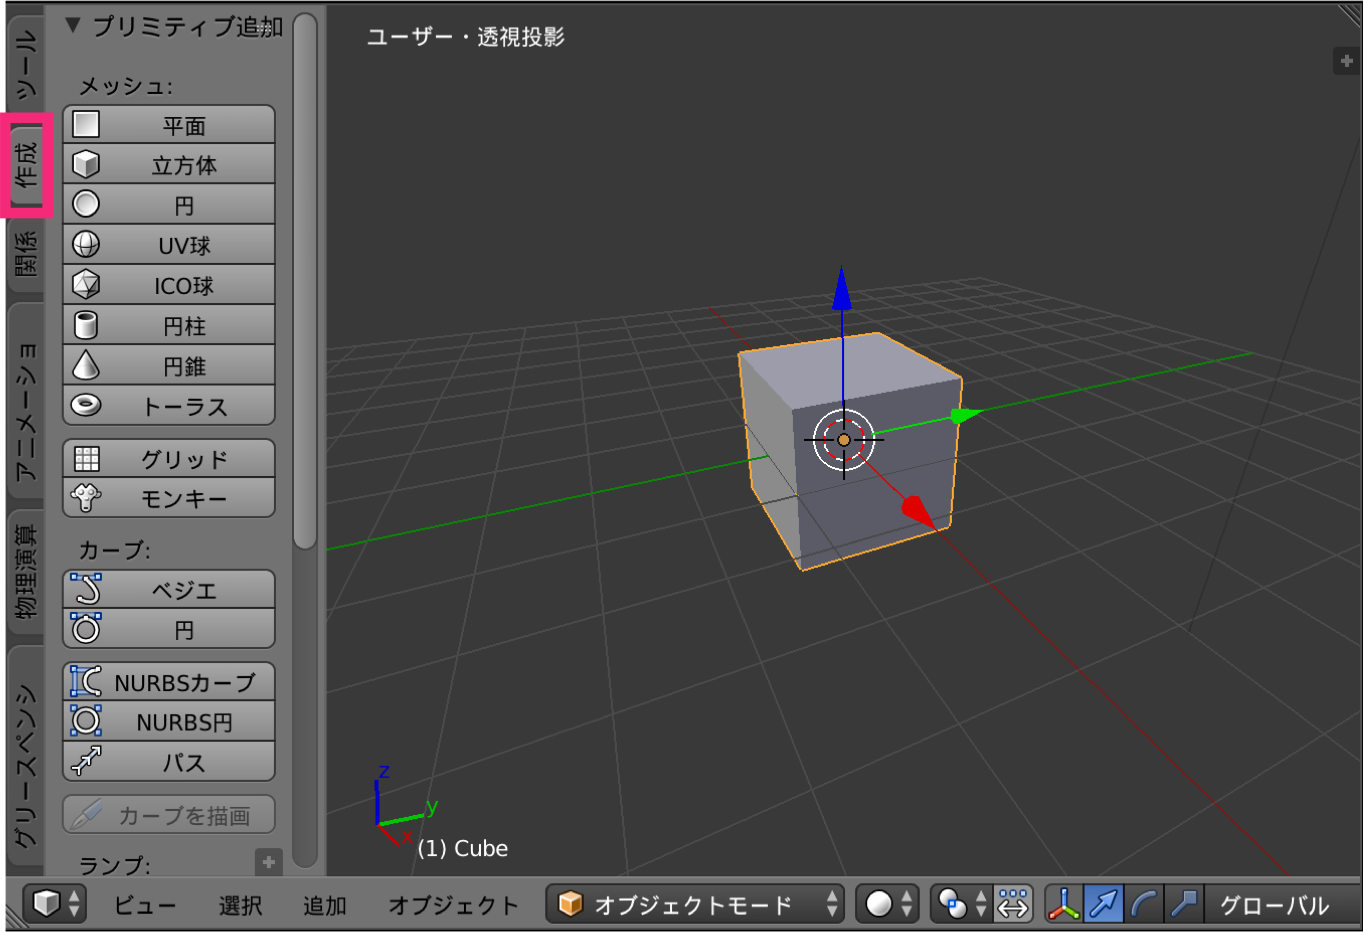 ツール
作成
関係
アニメーショ
物理演算
グリースペンシ
▼ プリミティブ追加
メッシュ:
平面
立方体
円
UV球
ICO球
円柱
円錐
トーラス
グリッド
モンキー
カーブ:
ベジエ
円
NURBSカーブ
NURBS円
パス
カーブを描画
ランプ:
ユーザー・透視投影
z
y
x
(1) Cube
ビュー 選択 追加 オブジェクト オブジェクトモード グローバル